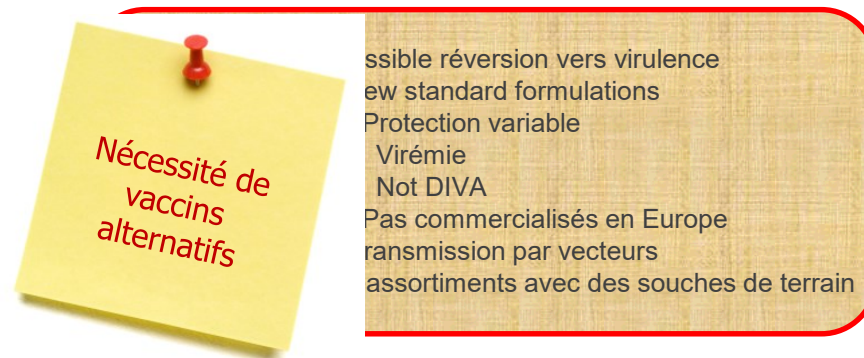 Nécessité de
vaccins
alternatifs
ssible réversion vers virulence
ew standard formulations
Protection variable
Virémie
Not DIVA
Pas commercialisés en Europe
ransmission par vecteurs
assortiments avec des souches de terrain